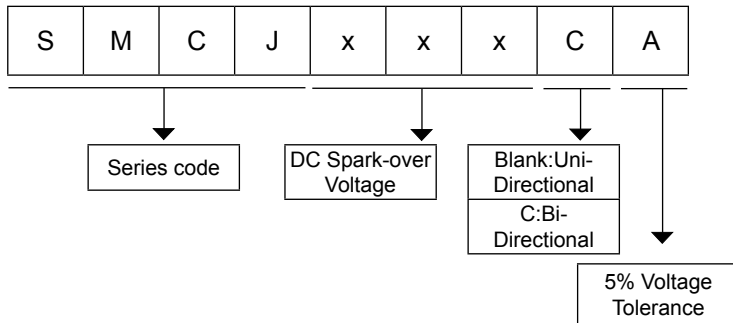 S M C J x x x C A
Series code
DC Spark-over
Voltage
Blank:Uni-
Directional
C:Bi-
Directional
5% Voltage
Tolerance